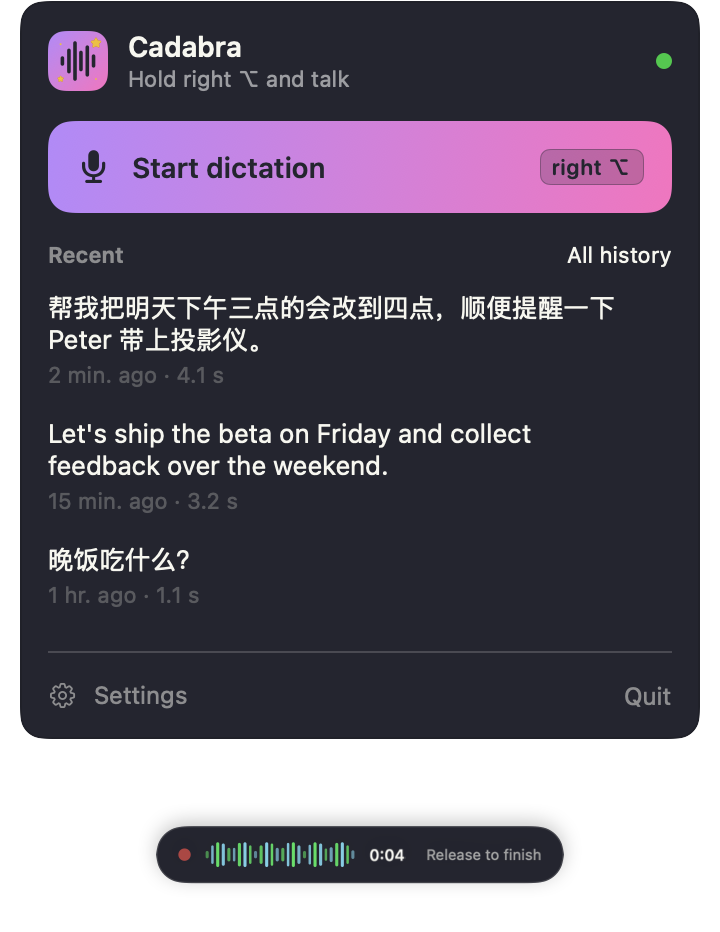 Cadabra
Hold right ⌥ and talk
Start dictation
right ⌥
Recent
All history
帮我把明天下午三点的会改到四点，顺便提醒一下
Peter 带上投影仪。
2 min. ago · 4.1 s
Let's ship the beta on Friday and collect
feedback over the weekend.
15 min. ago · 3.2 s
晚饭吃什么？
1 hr. ago · 1.1 s
Settings
Quit
0:04
Release to finish